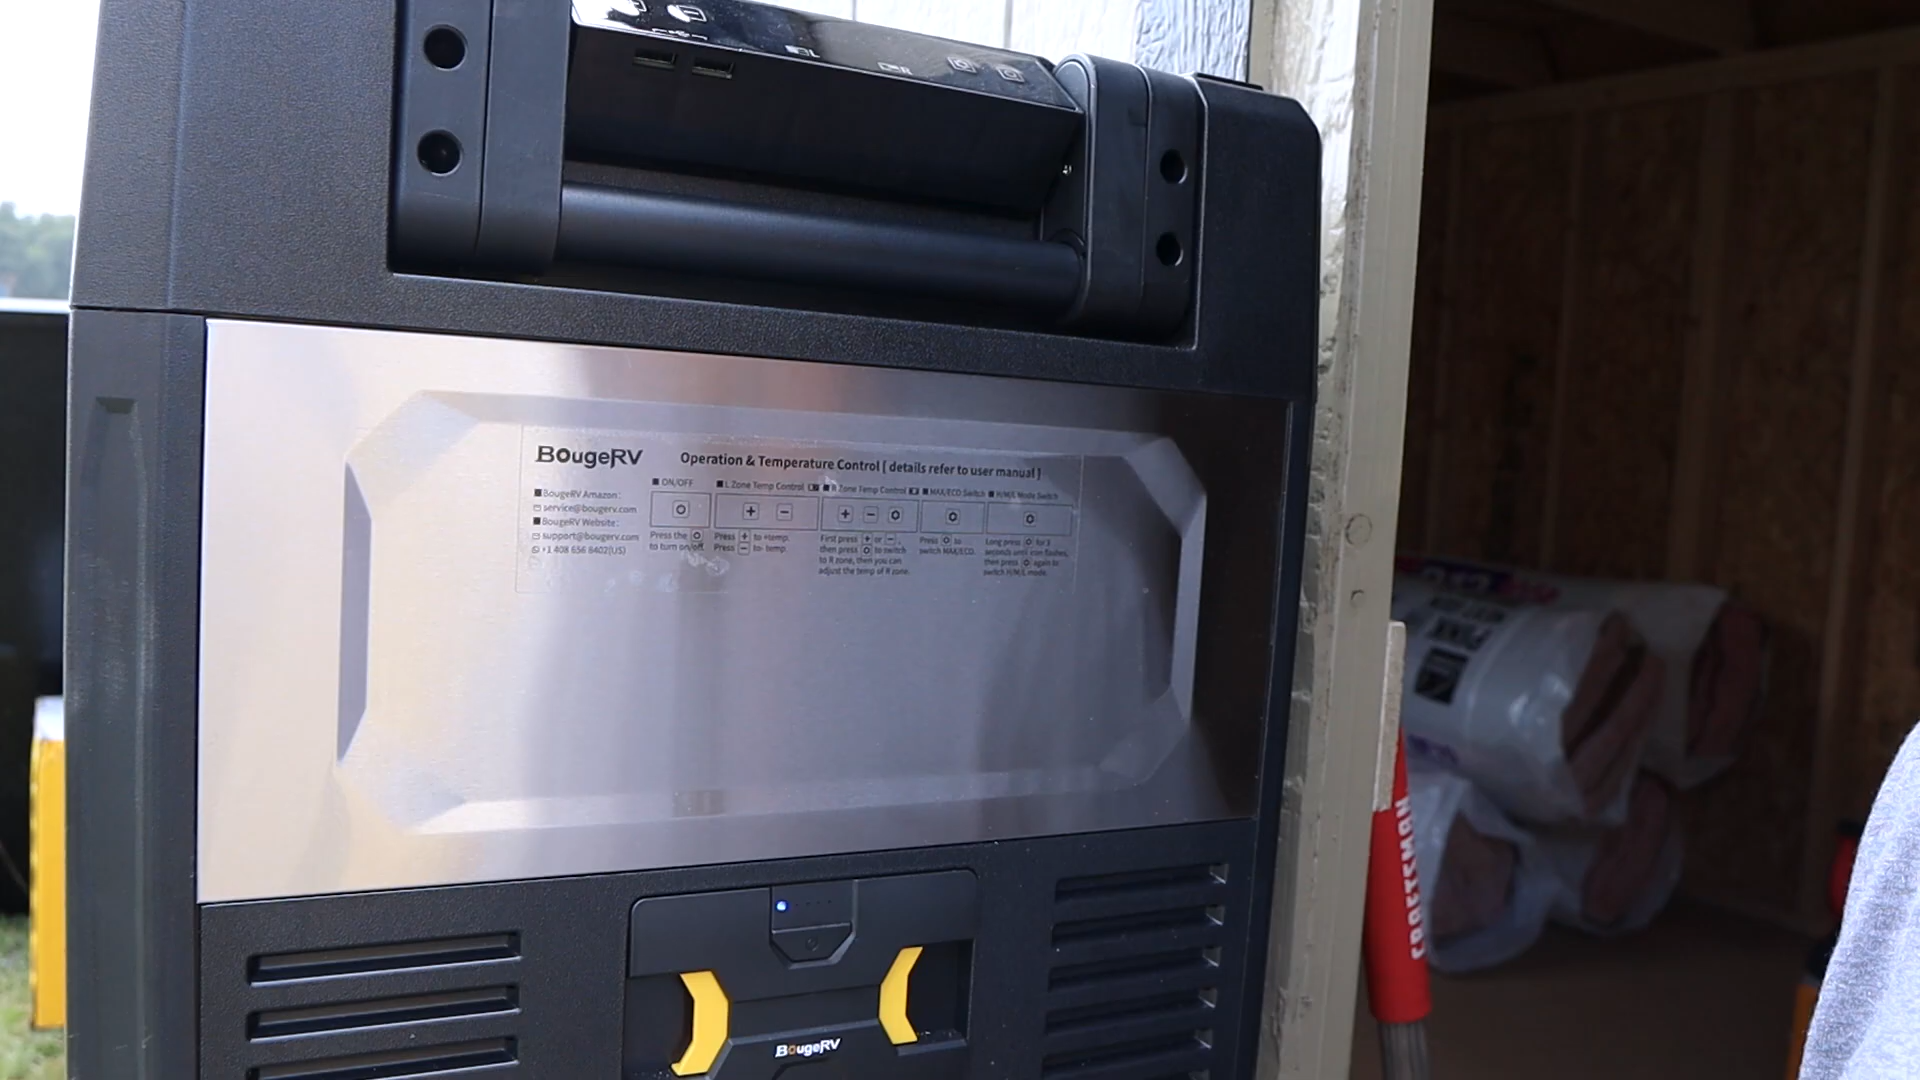 L
R
BougeRV
Operation & Temperature Control [ details refer to user manual ]
BougeRV Amazon:
service@bougerv.com
BougeRV Website:
support@bougerv.com
+1 408 656 8402(US)
ON/OFF
Press the
to turn on/off.
L Zone Temp Control
+ −
Press + to +temp.
Press − to- temp.
R Zone Temp Control
+ −
First press + or −,
then press to switch
to R zone, then you can
adjust the temp of R zone.
MAX/ECO Switch
Press to
switch MAX/ECO.
H/M/L Mode Switch
Long press for 3
seconds until icon flashes,
then press again to
switch H/M/L mode.
BougeRV
CRAFTSMAN
PINK